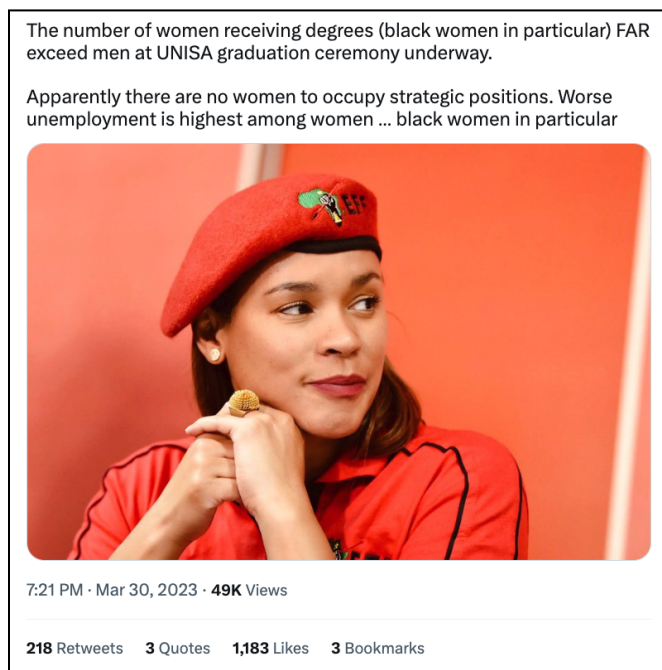 The number of women receiving degrees (black women in particular) FAR
exceed men at UNISA graduation ceremony underway.
Apparently there are no women to occupy strategic positions. Worse
unemployment is highest among women ... black women in particular
EFF
7:21 PM · Mar 30, 2023 · 49K Views
218 Retweets 3 Quotes 1,183 Likes 3 Bookmarks